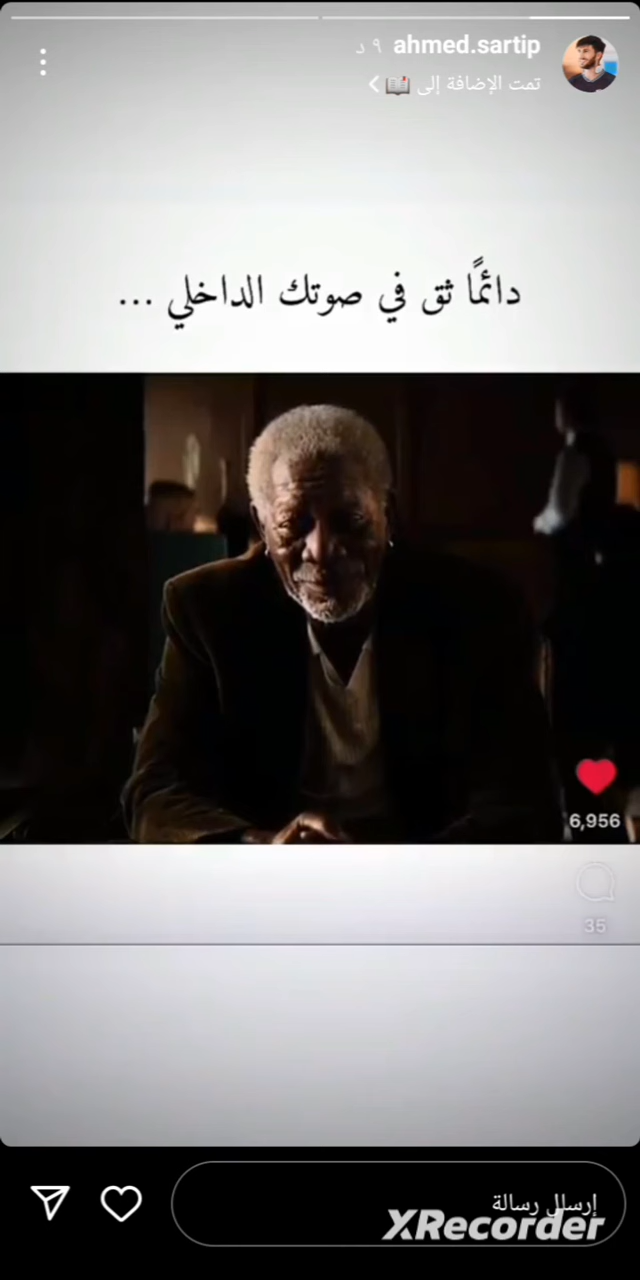 ahmed.sartip ٩ د
تمت الإضافة إلى
دائمًا ثق في صوتك الداخلي ...
6,956
35
إرسال رسالة
XRecorder